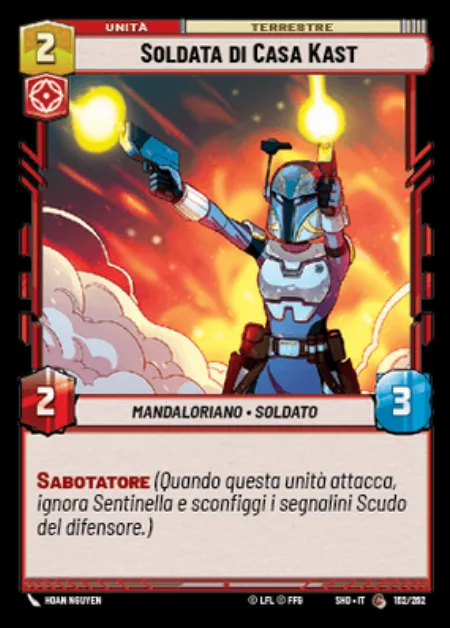 UNITÀ
TERRESTRE
2
SOLDATA DI CASA KAST
2
MANDALORIANO • SOLDATO
3
SABOTATORE (Quando questa unità attacca,
ignora Sentinella e sconfiggi i segnalini Scudo
del difensore.)
HOAN NGUYEN
© LFL © FFG
SHD • IT
C
162/262